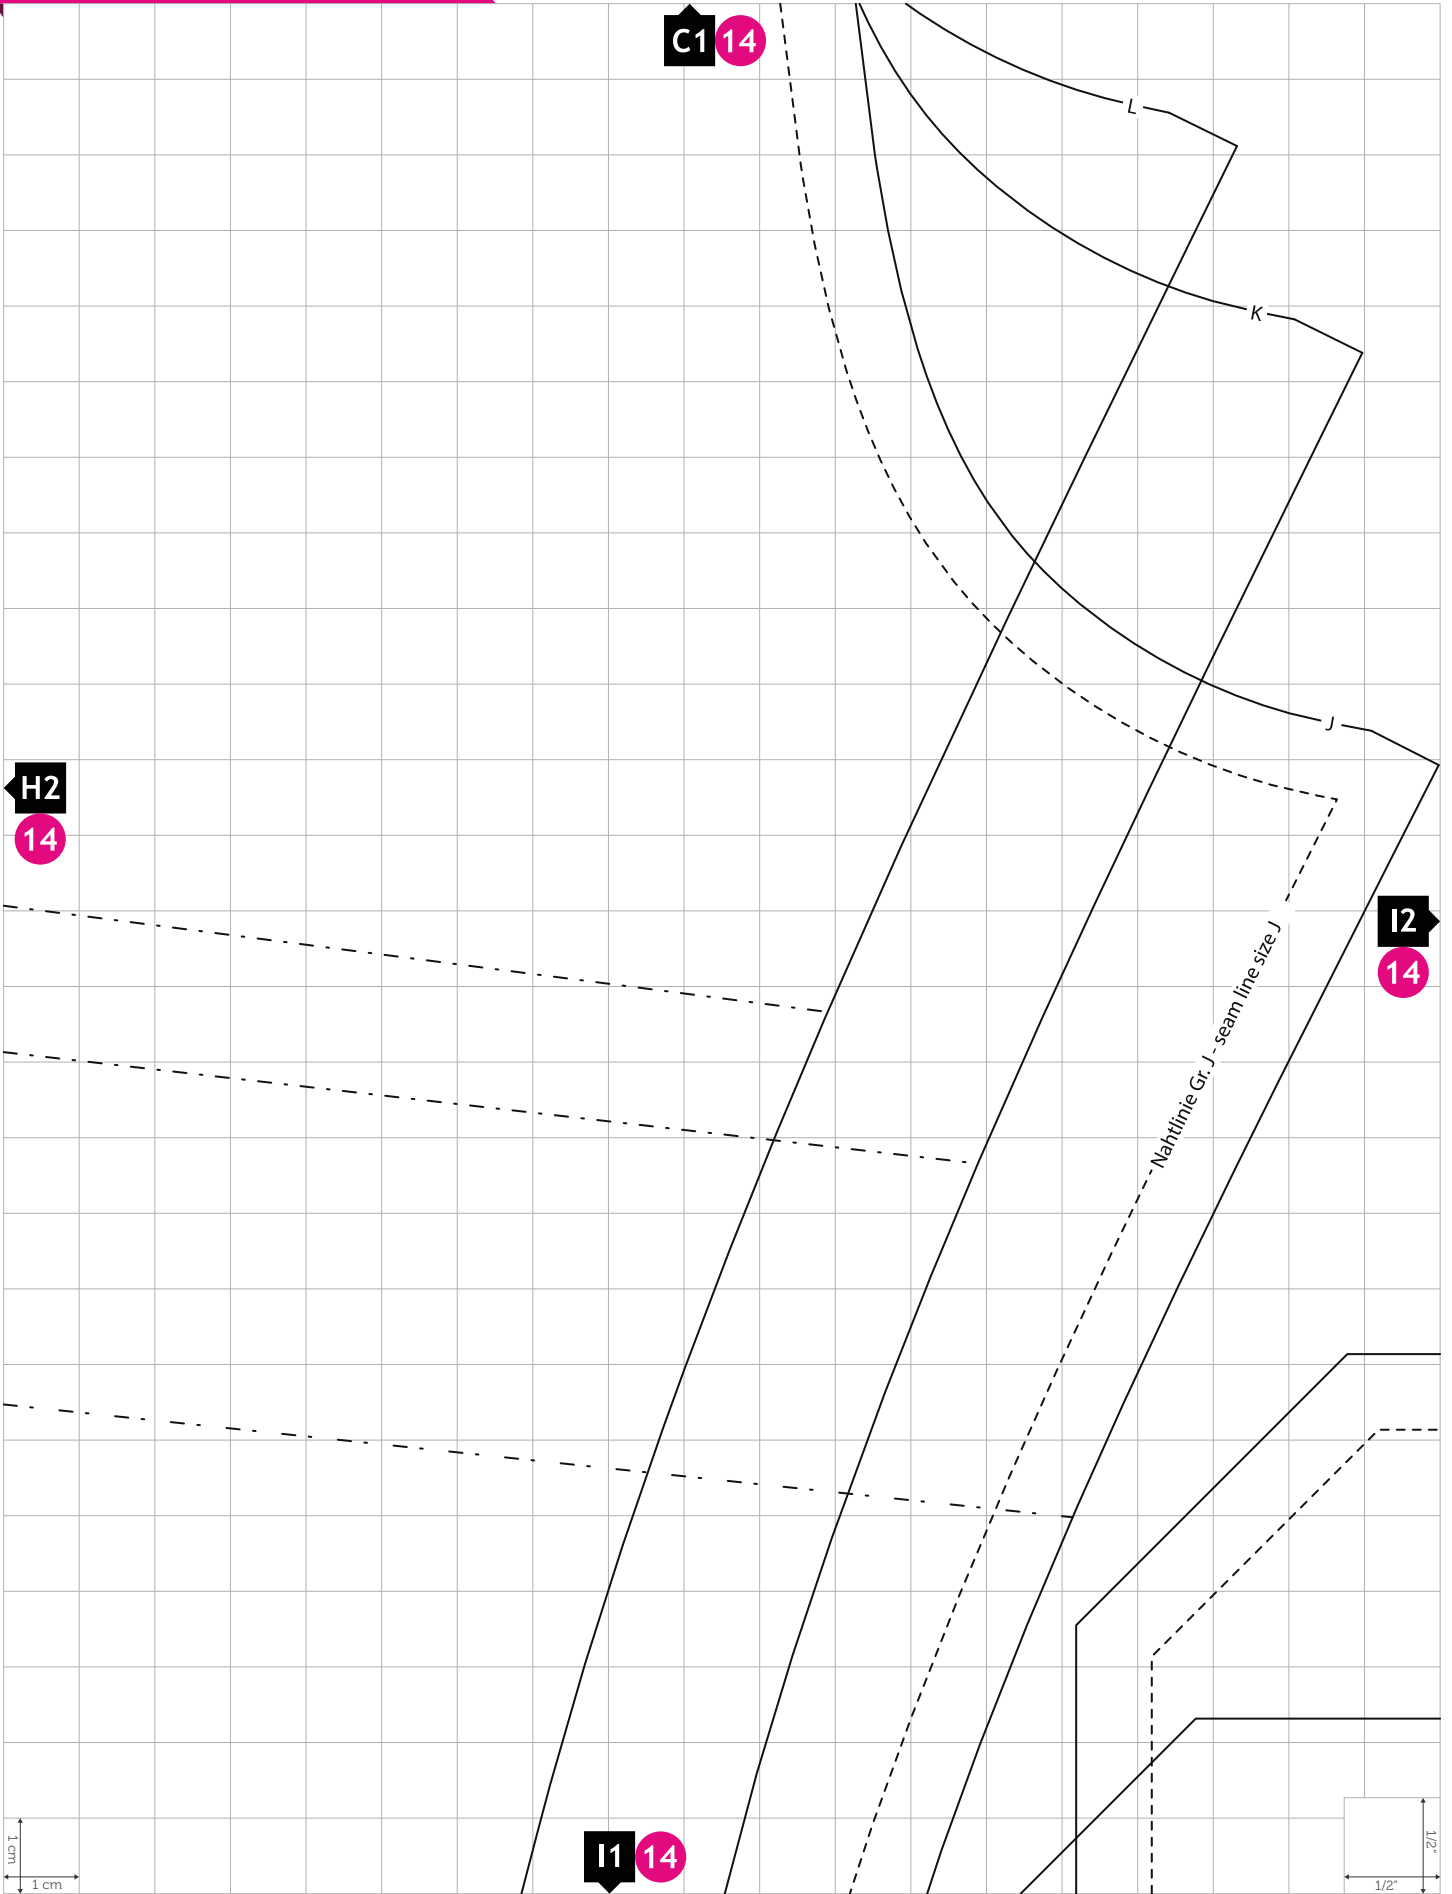 C1 14
L
K
J
H2
14
I2
14
Nahtlinie Gr. J - seam line size J
I1 14
1 cm
1 cm
1/2"
1/2"